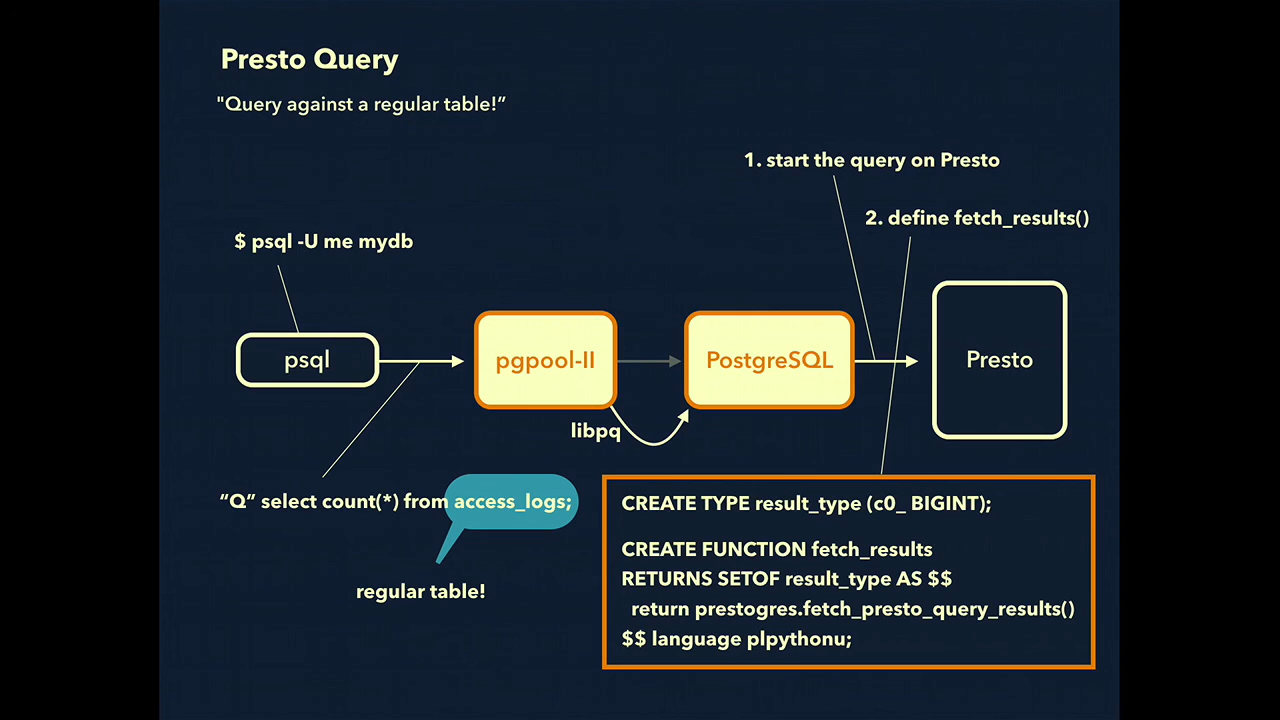 Presto Query
"Query against a regular table!”
1. start the query on Presto
2. define fetch_results()
$ psql -U me mydb
psql
pgpool-II
PostgreSQL
Presto
libpq
“Q” select count(*) from access_logs;
regular table!
CREATE TYPE result_type (c0_ BIGINT);
CREATE FUNCTION fetch_results
RETURNS SETOF result_type AS $$
return prestogres.fetch_presto_query_results()
$$ language plpythonu;